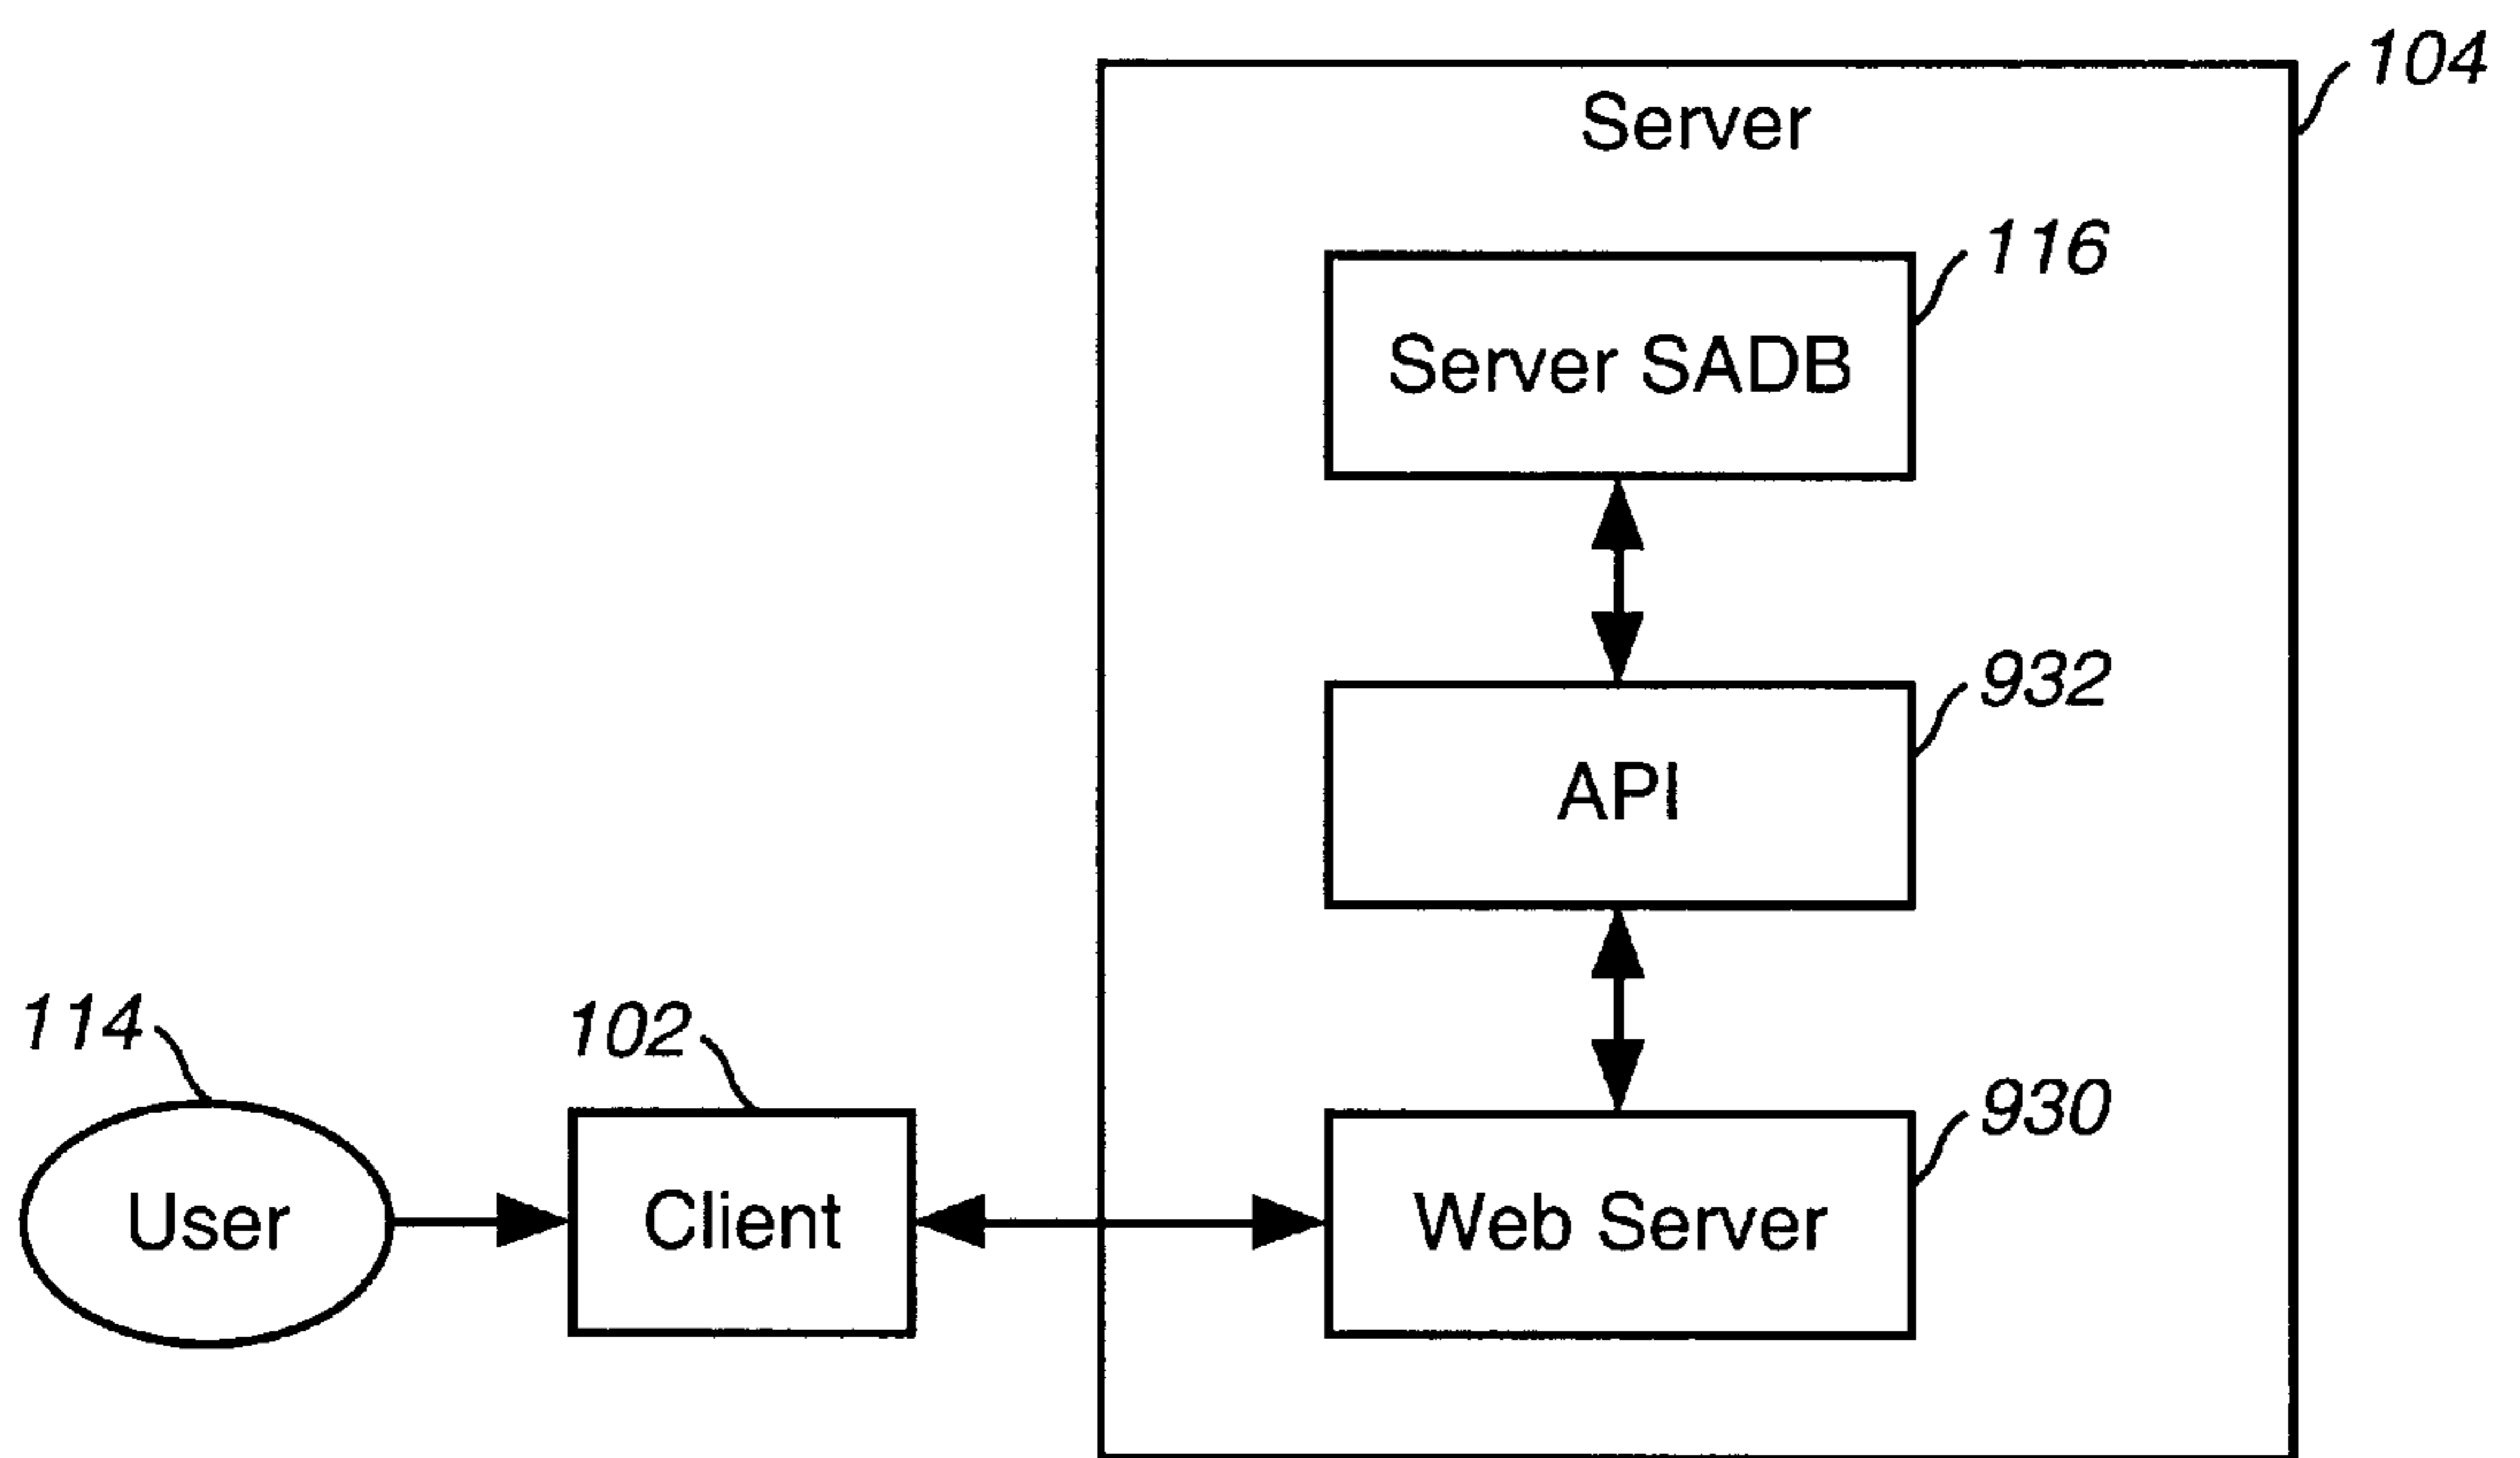 104
Server
116
Server SADB
932
API
114
102
930
User
Client
Web Server